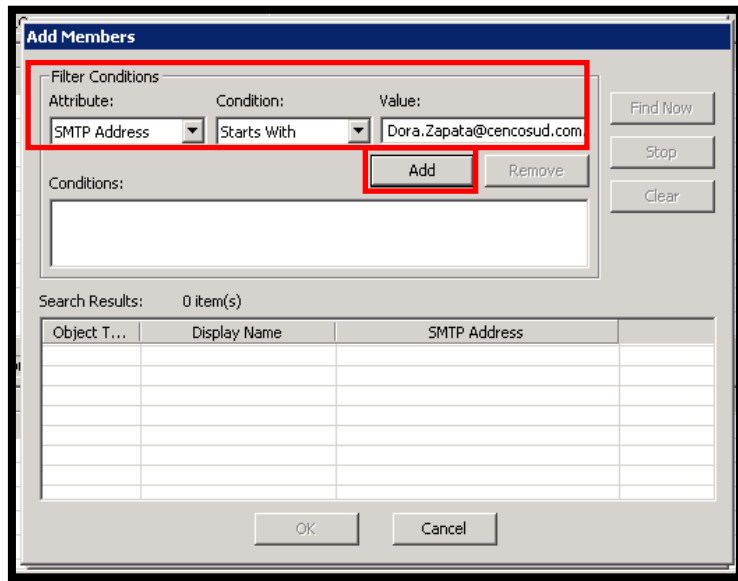 Add Members
Filter Conditions
Attribute: Condition: Value:
SMTP Address Starts With Dora.Zapata@cencosud.com.
Find Now
Add Remove
Stop
Conditions:
Clear
Search Results: 0 item(s)
Object T... Display Name SMTP Address
OK Cancel